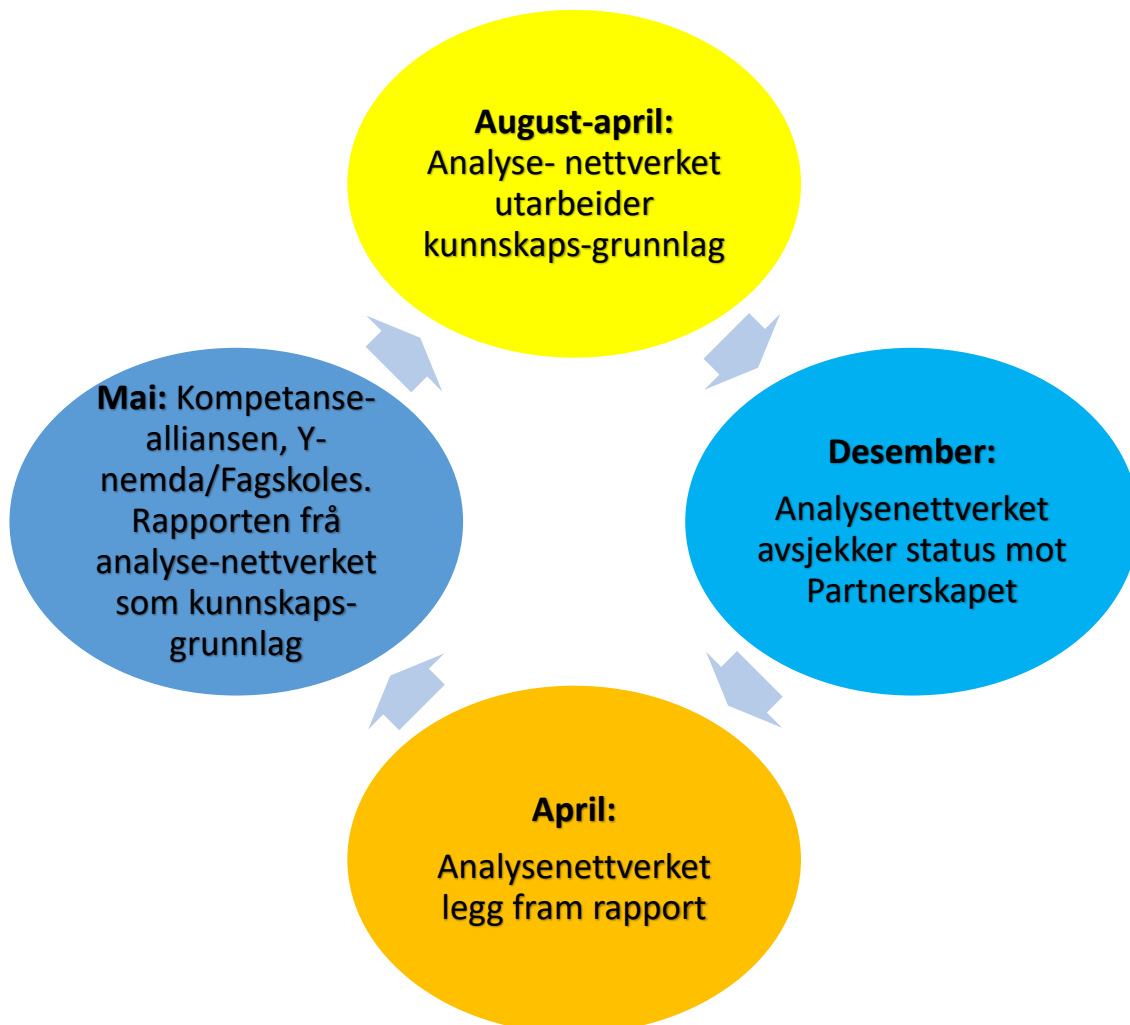 August-april:
Analyse- nettverket
utarbeider
kunnskaps-grunnlag
Desember:
Analysenettverket
avsjekker status mot
Partnerskapet
April:
Analysenettverket
legg fram rapport
Mai: Kompetanse-
alliansen, Y-
nemda/Fagskoles.
Rapporten frå
analyse-nettverket
som kunnskaps-
grunnlag